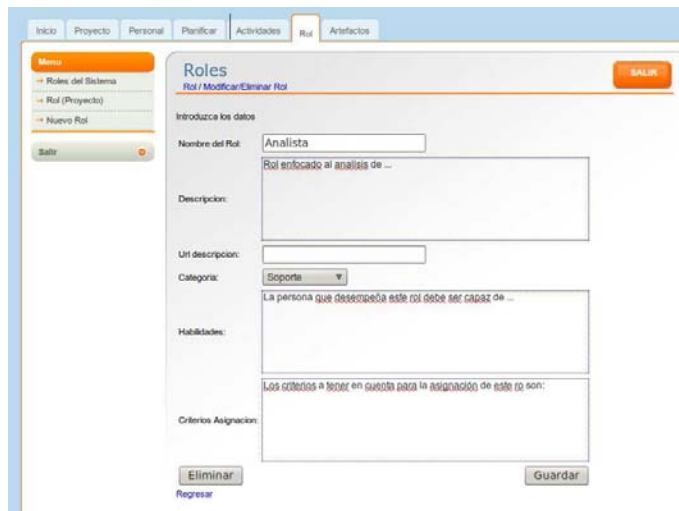 Inicio Proyecto Personal Planificar Actividades Rol Artefactos
Menu
Roles del Sistema
Rol (Proyecto)
Nuevo Rol
Salir
Roles
Rol / Modificar/Eliminar Rol
SALIR
Introduzca los datos
Nombre del Rol: Analista
Descripcion: Rol enfocado al analisis de ...
Url descripcion:
Categoria: Soporte
Habilidades: La persona que desempeña este rol debe ser capaz de ...
Criterios Asignacion: Los criterios a tener en cuenta para la asignación de este ro son:
Eliminar Guardar
Regresar